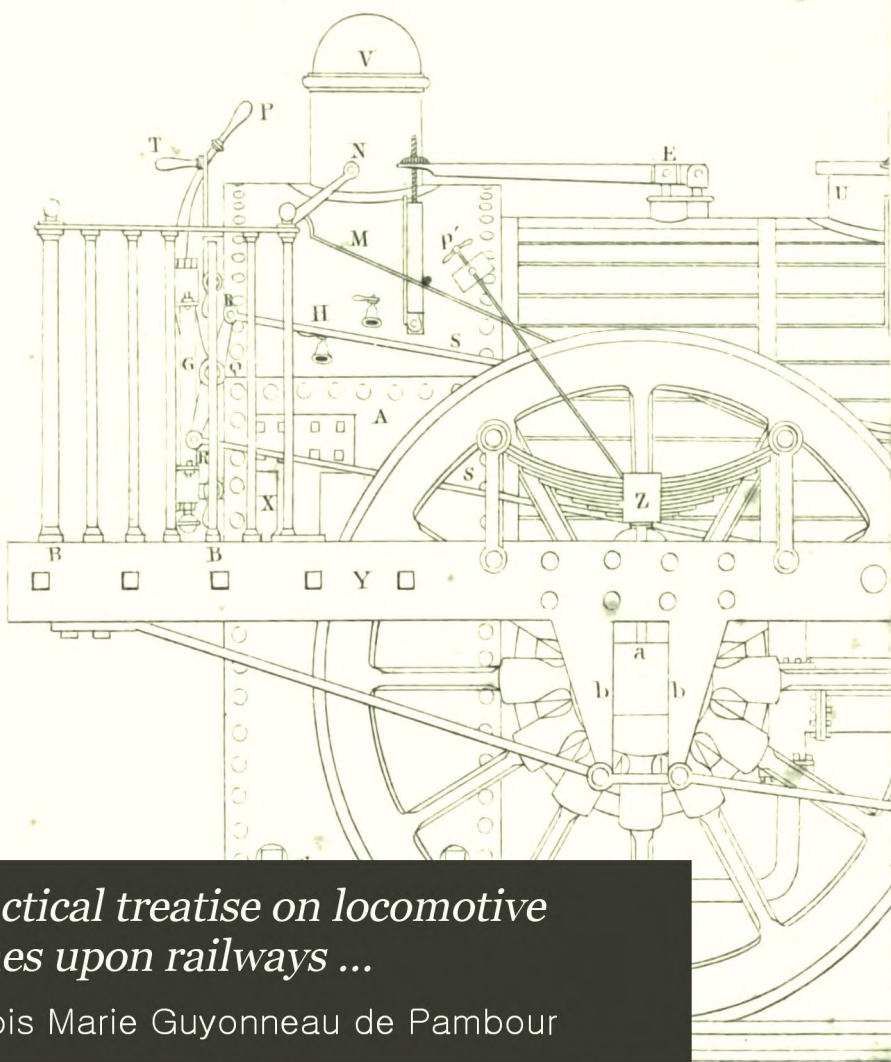 V
P
T
N
E
U
p'
M
R
H
S
G
Q
A
S
R
Z
X
B
B
Y
a
b
b
ctical treatise on locomotive
es upon railways ...
ois Marie Guyonneau de Pambour